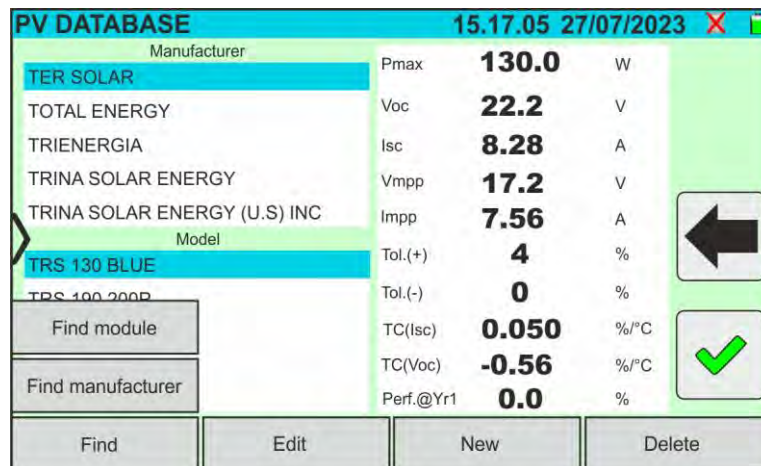 PV DATABASE 15.17.05 27/07/2023
Manufacturer
TER SOLAR
TOTAL ENERGY
TRIENERGIA
TRINA SOLAR ENERGY
TRINA SOLAR ENERGY (U.S) INC
Model
TRS 130 BLUE
TRS 190 200P
Find module
Find manufacturer
Pmax 130.0 W
Voc 22.2 V
Isc 8.28 A
Vmpp 17.2 V
Impp 7.56 A
Tol.(+) 4 %
Tol.(-) 0 %
TC(Isc) 0.050 %/°C
TC(Voc) -0.56 %/°C
Perf.@Yr1 0.0 %
Find Edit New Delete